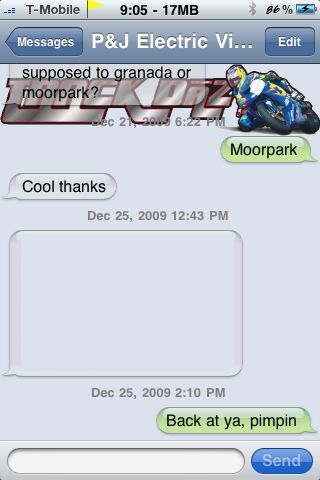 T-Mobile 9:05 - 17MB 86 %
Messages P&J Electric Vi... Edit
supposed to granada or
moorpark?
Dec 21, 2009 6:22 PM
Moorpark
Cool thanks
Dec 25, 2009 12:43 PM
Dec 25, 2009 2:10 PM
Back at ya, pimpin
Send